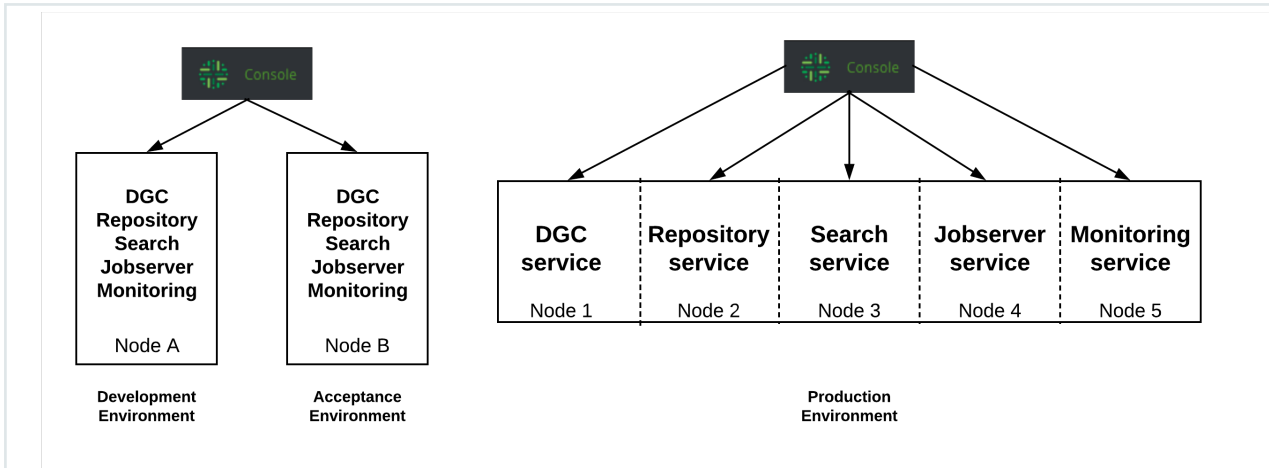 Console
DGC
Repository
Search
Jobserver
Monitoring
Node A
Development
Environment
DGC
Repository
Search
Jobserver
Monitoring
Node B
Acceptance
Environment
Console
DGC
service
Node 1
Repository
service
Node 2
Search
service
Node 3
Jobserver
service
Node 4
Monitoring
service
Node 5
Production
Environment